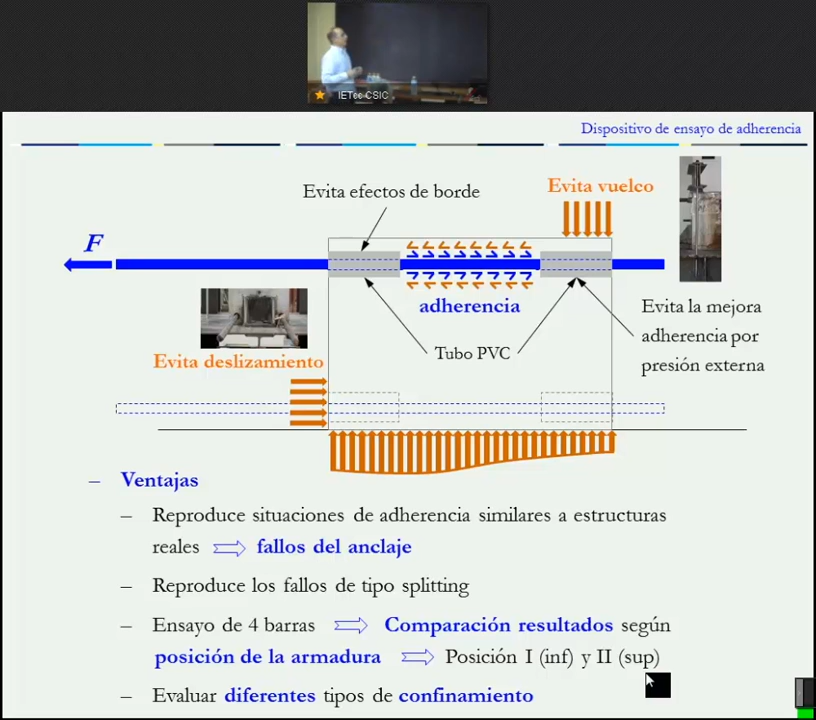 IETcc-CSIC
Dispositivo de ensayo de adherencia
Evita efectos de borde
Evita vuelco
F
adherencia
Evita la mejora
adherencia por
presión externa
Tubo PVC
Evita deslizamiento
– Ventajas
– Reproduce situaciones de adherencia similares a estructuras
reales ⇨ fallos del anclaje
– Reproduce los fallos de tipo splitting
– Ensayo de 4 barras ⇨ Comparación resultados según
posición de la armadura ⇨ Posición I (inf) y II (sup)
– Evaluar diferentes tipos de confinamiento